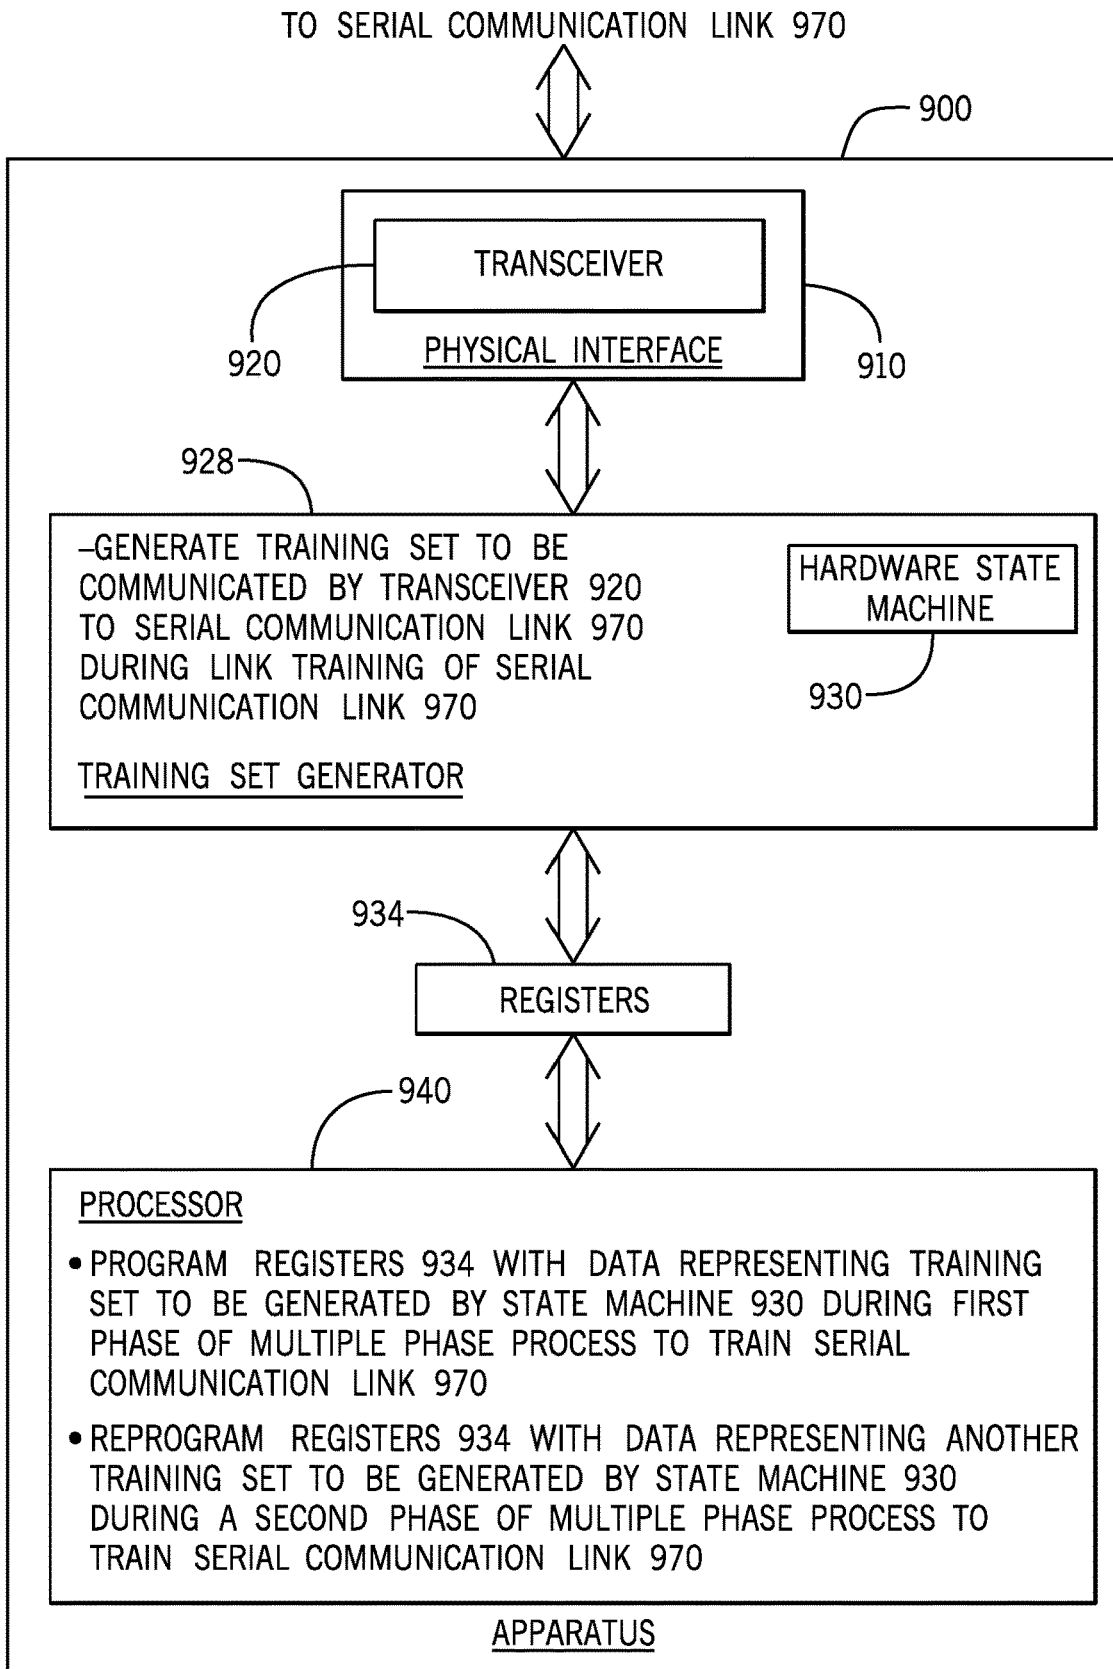 TO SERIAL COMMUNICATION LINK 970
900
TRANSCEIVER
PHYSICAL INTERFACE
920
910
928
–GENERATE TRAINING SET TO BE
COMMUNICATED BY TRANSCEIVER 920
TO SERIAL COMMUNICATION LINK 970
DURING LINK TRAINING OF SERIAL
COMMUNICATION LINK 970
TRAINING SET GENERATOR
HARDWARE STATE
MACHINE
930
934
REGISTERS
940
PROCESSOR
• PROGRAM REGISTERS 934 WITH DATA REPRESENTING TRAINING
SET TO BE GENERATED BY STATE MACHINE 930 DURING FIRST
PHASE OF MULTIPLE PHASE PROCESS TO TRAIN SERIAL
COMMUNICATION LINK 970
• REPROGRAM REGISTERS 934 WITH DATA REPRESENTING ANOTHER
TRAINING SET TO BE GENERATED BY STATE MACHINE 930
DURING A SECOND PHASE OF MULTIPLE PHASE PROCESS TO
TRAIN SERIAL COMMUNICATION LINK 970
APPARATUS